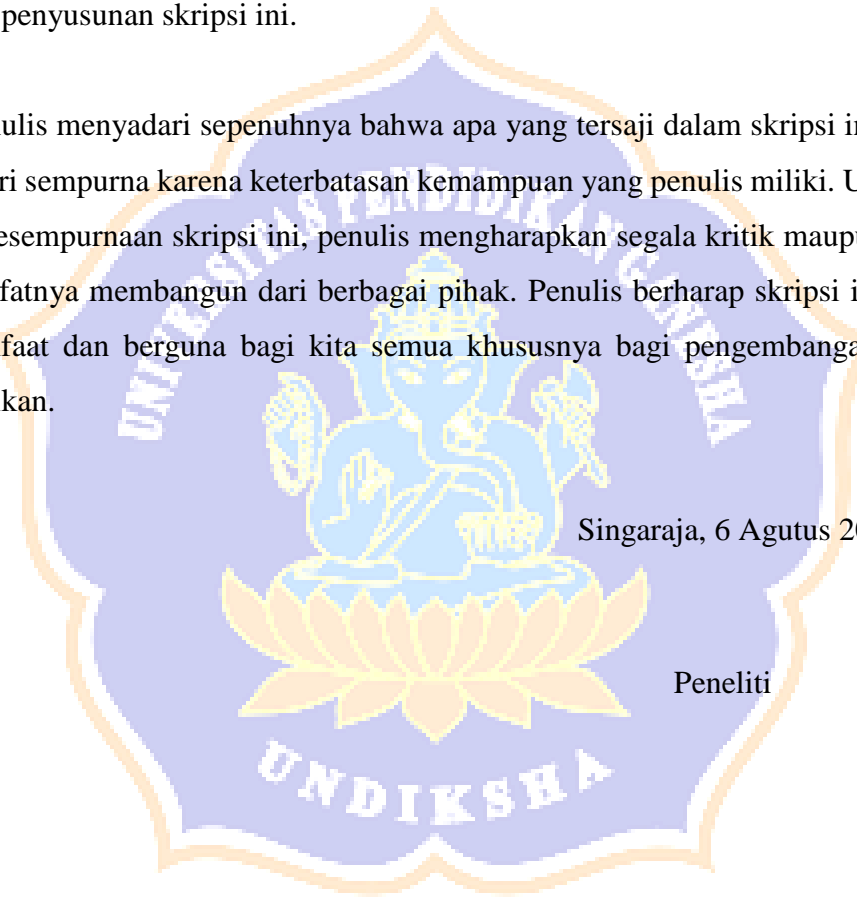 penyusunan skripsi ini.
ulis menyadari sepenuhnya bahwa apa yang tersaji dalam skripsi in
ri sempurna karena keterbatasan kemampuan yang penulis miliki. U
esempurnaan skripsi ini, penulis mengharapkan segala kritik maupu
fatnya membangun dari berbagai pihak. Penulis berharap skripsi i
faat dan berguna bagi kita semua khususnya bagi pengembanga
ikan.
Singaraja, 6 Agutus 20
Peneliti
UNIVERSITAS PENDIDIKAN GANESHA
UNDIKSHA